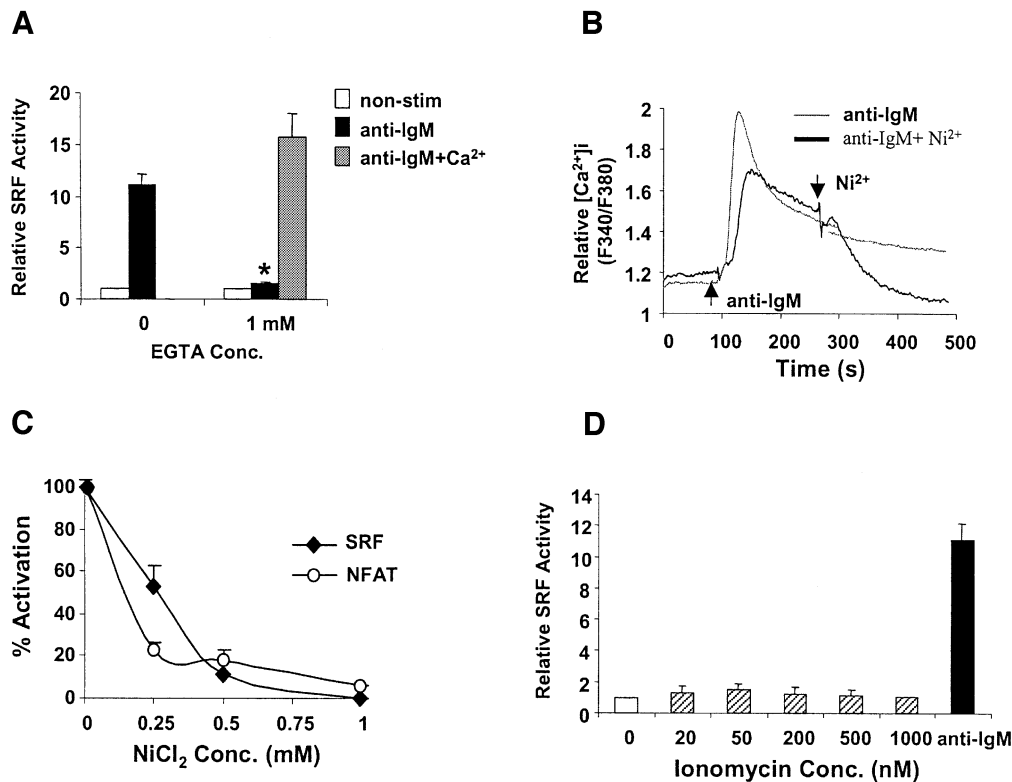 A
Relative SRF Activity
20
15
10
5
0
*
0
1 mM
EGTA Conc.
non-stim
anti-IgM
anti-IgM+Ca²⁺
B
Relative [Ca²⁺]i
(F340/F380)
2
1.8
1.6
1.4
1.2
1
anti-IgM
anti-IgM+ Ni²⁺
Ni²⁺
anti-IgM
0 100 200 300 400 500
Time (s)
C
% Activation
100
80
60
40
20
0
SRF
NFAT
0 0.25 0.5 0.75 1
NiCl₂ Conc. (mM)
D
Relative SRF Activity
14
12
10
8
6
4
2
0
0 20 50 200 500 1000 anti-IgM
Ionomycin Conc. (nM)